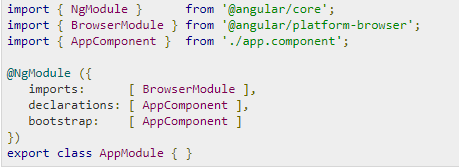 import { NgModule }      from '@angular/core';
import { BrowserModule } from '@angular/platform-browser';
import { AppComponent }  from './app.component';

@NgModule ({
   imports:      [ BrowserModule ],
   declarations: [ AppComponent ],
   bootstrap:    [ AppComponent ]
})
export class AppModule { }